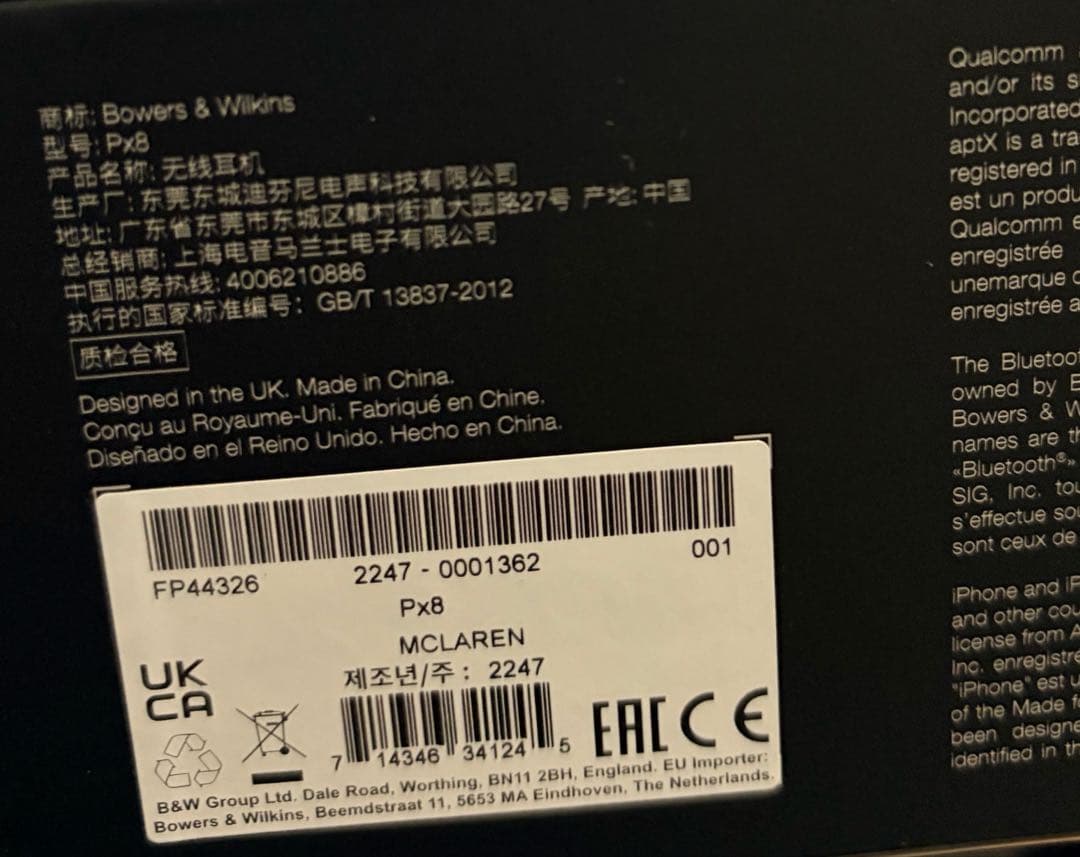 商标: Bowers & Wilkins
型号: Px8
产品名称: 无线耳机
生产厂: 东莞东城迪芬尼电声科技有限公司
地址: 广东省东莞市东城区樟村街道大园路27号 产地: 中国
总经销商: 上海电音马兰士电子有限公司
中国服务热线: 4006210886
执行的国家标准编号: GB/T 13837-2012
质检合格
Designed in the UK. Made in China.
Conçu au Royaume-Uni. Fabriqué en Chine.
Diseñado en el Reino Unido. Hecho en China.
FP44326 2247 - 0001362 001
Px8
MCLAREN
제조년/주 : 2247
UK
CA
7 14346 34124 5
EAC CE
B&W Group Ltd. Dale Road, Worthing, BN11 2BH, England. EU Importer:
Bowers & Wilkins, Beemdstraat 11, 5653 MA Eindhoven, The Netherlands.
Qualcomm
and/or its
Incorporated
aptX is a
registered in
est un
Qualcomm
enregistrée
unemarque
enregistrée
The
owned by
Bowers &
names are
«Bluetooth®»
SIG, Inc.
s'effectue
sont ceux de
iPhone and
and other
license from
Inc.
"iPhone" est
of the Made
been
identified in